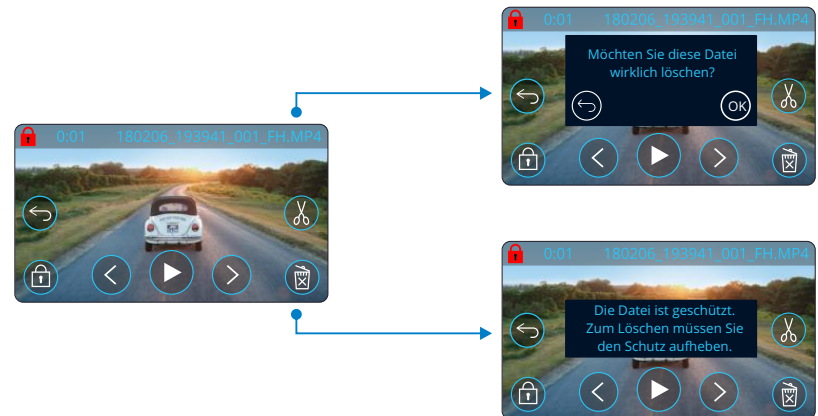 0:01 180206_193941_001_FH.MP4
Möchten Sie diese Datei
wirklich löschen?
OK
0:01 180206_193941_001_FH.MP4
0:01 180206_193941_001_FH.MP4
Die Datei ist geschützt.
Zum Löschen müssen Sie
den Schutz aufheben.